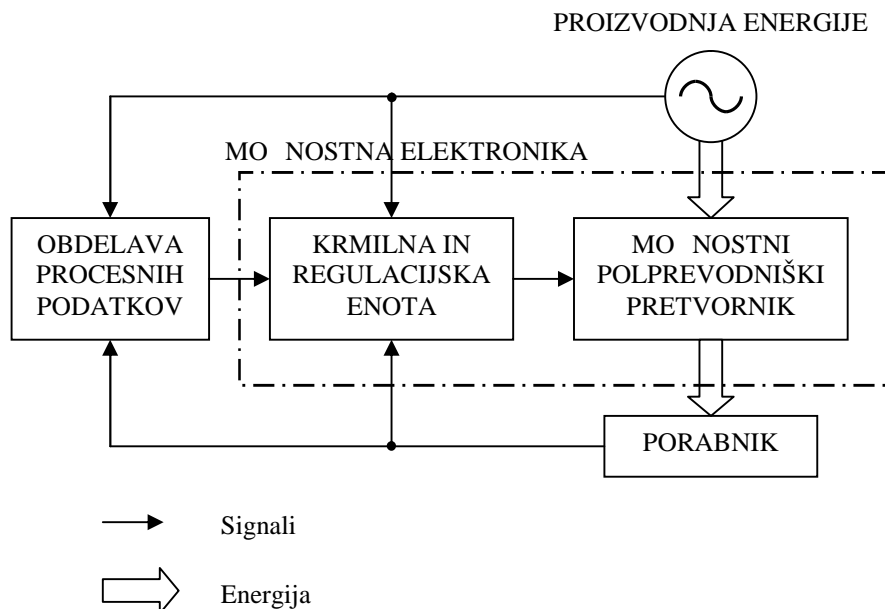 PROIZVODNJA ENERGIJE
MO NOSTNA ELEKTRONIKA
OBDELAVA
PROCESNIH
PODATKOV
KRMILNA IN
REGULACIJSKA
ENOTA
MO NOSTNI
POLPREVODNIŠKI
PRETVORNIK
PORABNIK
Signali
Energija